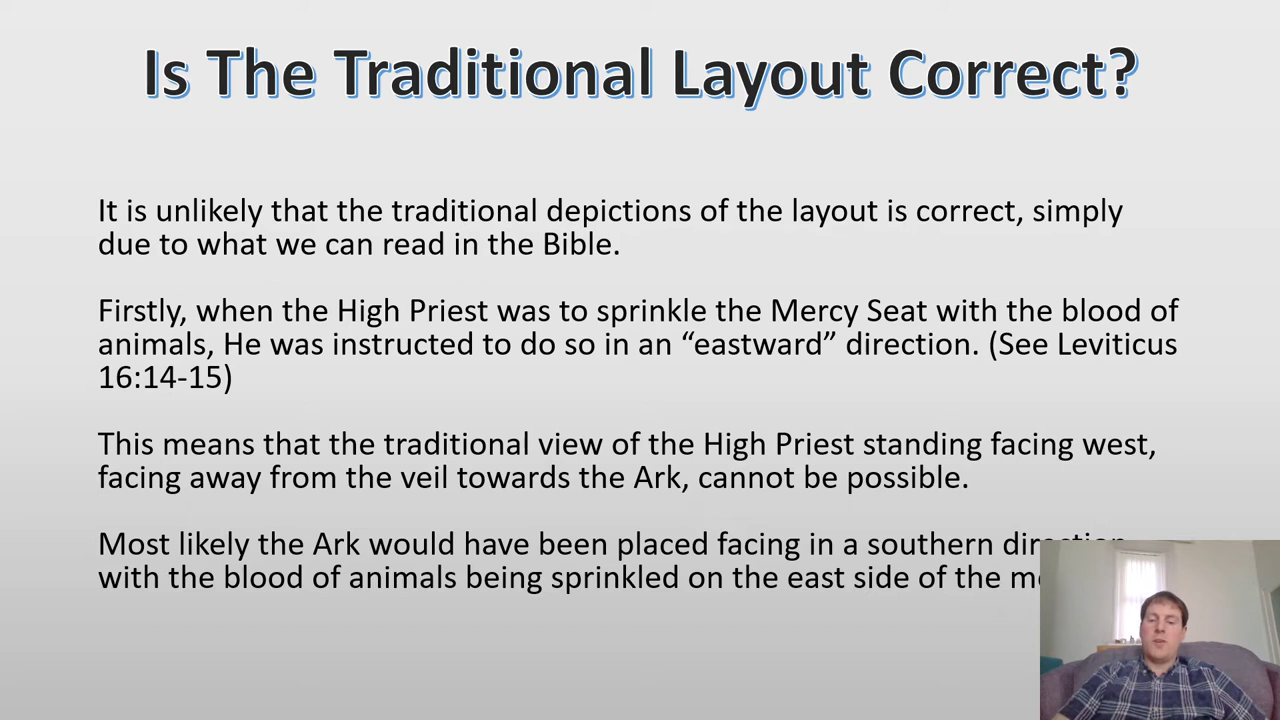 Is The Traditional Layout Correct?
It is unlikely that the traditional depictions of the layout is correct, simply
due to what we can read in the Bible.
Firstly, when the High Priest was to sprinkle the Mercy Seat with the blood of
animals, He was instructed to do so in an “eastward” direction. (See Leviticus
16:14-15)
This means that the traditional view of the High Priest standing facing west,
facing away from the veil towards the Ark, cannot be possible.
Most likely the Ark would have been placed facing in a southern direction
with the blood of animals being sprinkled on the east side of the